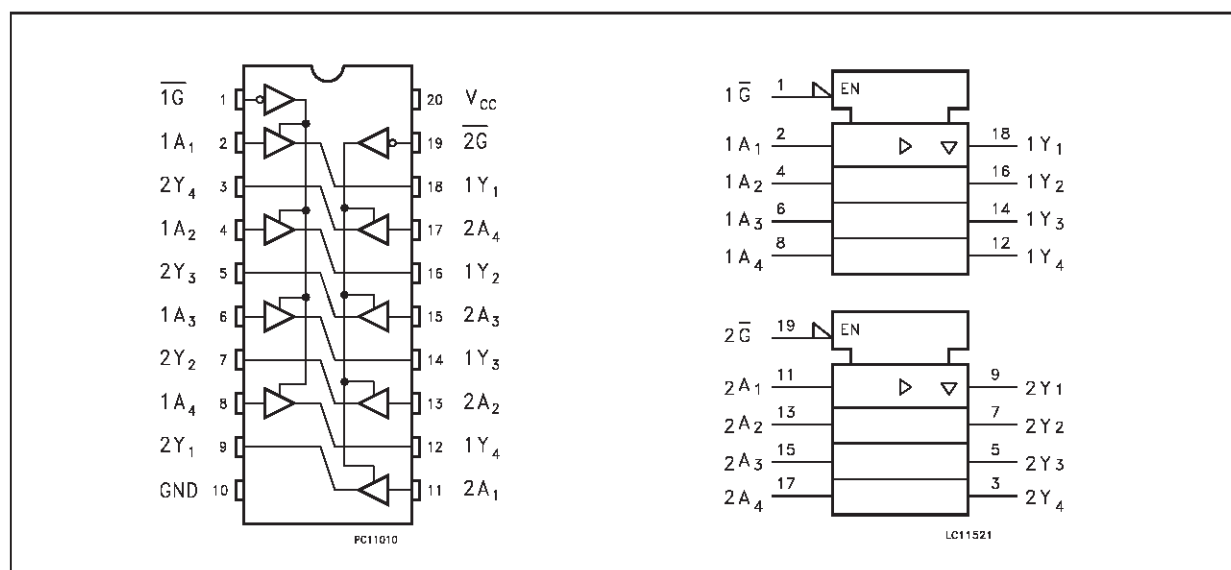 1G̅ 1 20 VCC
1A1 2 19 2G̅
2Y4 3 18 1Y1
1A2 4 17 2A4
2Y3 5 16 1Y2
1A3 6 15 2A3
2Y2 7 14 1Y3
1A4 8 13 2A2
2Y1 9 12 1Y4
GND 10 11 2A1
PC11010
1G̅ 1 EN
1A1 2 18 1Y1
1A2 4 16 1Y2
1A3 6 14 1Y3
1A4 8 12 1Y4
2G̅ 19 EN
2A1 11 9 2Y1
2A2 13 7 2Y2
2A3 15 5 2Y3
2A4 17 3 2Y4
LC11521